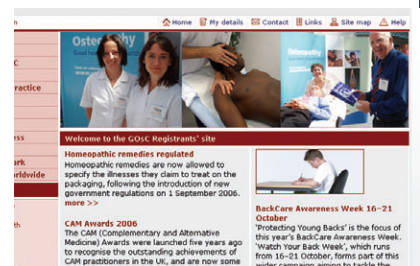 Home My details Contact Links Site map Help
Osteopathy
C
ractice
ss
ark
rldwide
th
Welcome to the GOsC Registrants' site
Homeopathic remedies regulated
Homeopathic remedies are now allowed to
specify the illnesses they claim to treat on the
packaging, following the introduction of new
government regulations on 1 September 2006.
more >>
CAM Awards 2006
The CAM (Complementary and Alternative
Medicine) Awards were launched five years ago
to recognise the outstanding achievements of
CAM practitioners in the UK, and are now some
BackCare Awareness Week 16–21
October
'Protecting Young Backs' is the focus of
this year's BackCare Awareness Week.
'Watch Your Back Week', which runs
from 16–21 October, forms part of this
wider campaign aiming to tackle the